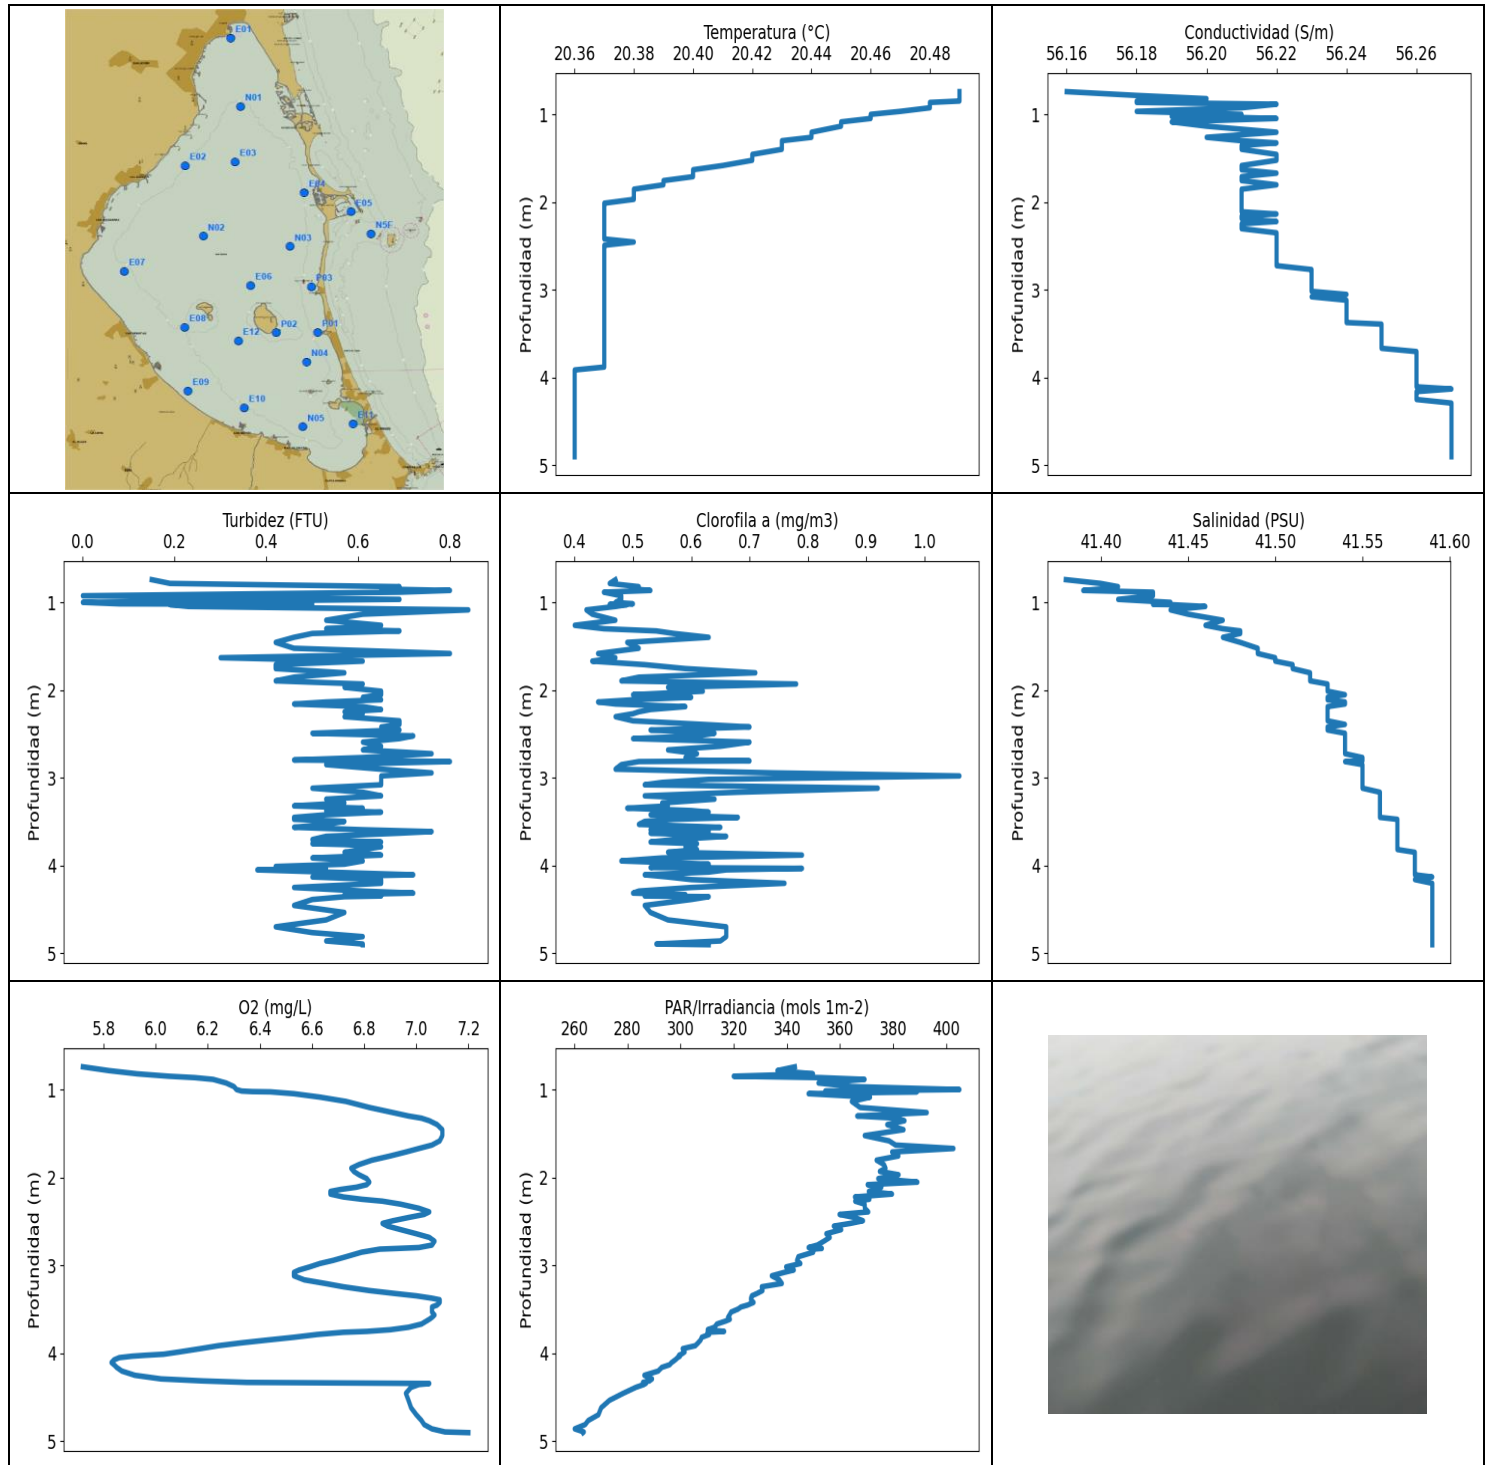 E01
N01
E02
E03
E04
E05
N5F
N02
N03
E07
E06
P03
E08
P02
P01
E12
N04
E09
E10
N05
E11
Temperatura (°C)
20.36 20.38 20.40 20.42 20.44 20.46 20.48
Profundidad (m)
1
2
3
4
5
Conductividad (S/m)
56.16 56.18 56.20 56.22 56.24 56.26
Profundidad (m)
1
2
3
4
5
Turbidez (FTU)
0.0 0.2 0.4 0.6 0.8
Profundidad (m)
1
2
3
4
5
Clorofila a (mg/m3)
0.4 0.5 0.6 0.7 0.8 0.9 1.0
Profundidad (m)
1
2
3
4
5
Salinidad (PSU)
41.40 41.45 41.50 41.55 41.60
Profundidad (m)
1
2
3
4
5
O2 (mg/L)
5.8 6.0 6.2 6.4 6.6 6.8 7.0 7.2
Profundidad (m)
1
2
3
4
5
PAR/Irradiancia (mols 1m-2)
260 280 300 320 340 360 380 400
Profundidad (m)
1
2
3
4
5